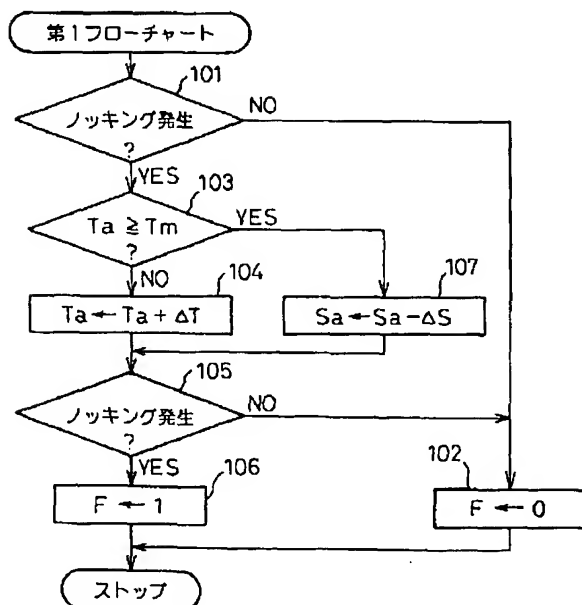 第1フローチャート
101
ノッキング発生
?
NO
YES
103
Ta ≧ Tm
?
YES
NO
104
Ta ← Ta + ΔT
107
Sa ← Sa − ΔS
105
ノッキング発生
?
NO
YES
106
F ← 1
102
F ← 0
ストップ